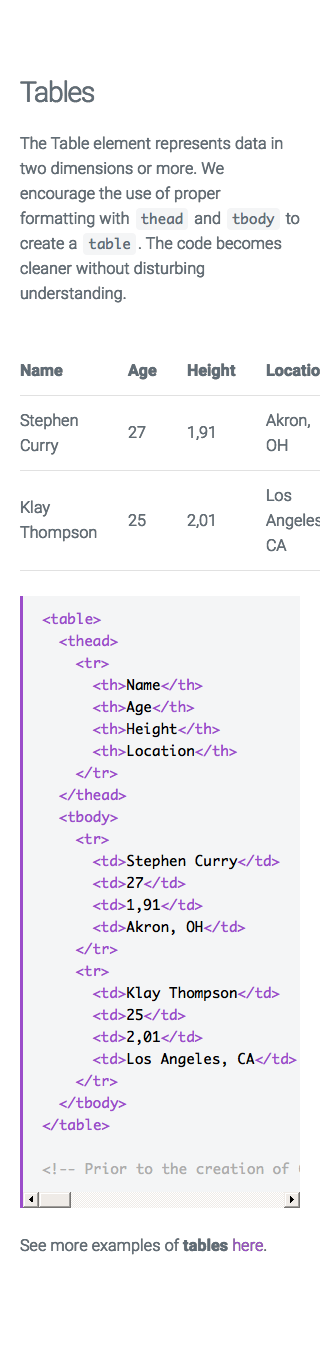 Tables
The Table element represents data in
two dimensions or more. We
encourage the use of proper
formatting with thead and tbody to
create a table . The code becomes
cleaner without disturbing
understanding.
Name Age Height Locatio
Stephen Curry 27 1,91 Akron, OH
Klay Thompson 25 2,01 Los Angeles CA
<table>
  <thead>
    <tr>
      <th>Name</th>
      <th>Age</th>
      <th>Height</th>
      <th>Location</th>
    </tr>
  </thead>
  <tbody>
    <tr>
      <td>Stephen Curry</td>
      <td>27</td>
      <td>1,91</td>
      <td>Akron, OH</td>
    </tr>
    <tr>
      <td>Klay Thompson</td>
      <td>25</td>
      <td>2,01</td>
      <td>Los Angeles, CA</td>
    </tr>
  </tbody>
</table>
<!-- Prior to the creation of
See more examples of tables here.